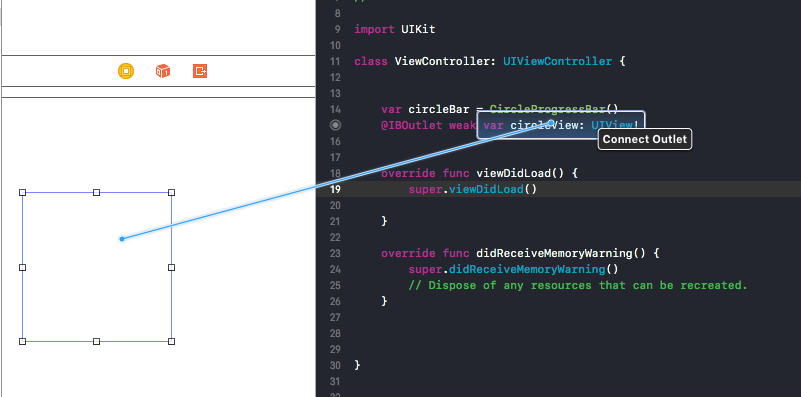 8
9 import UIKit
10
11 class ViewController: UIViewController {
12
13
14 var circleBar = CircleProgressBar()
@IBOutlet weak var circleView: UIView!
Connect Outlet
16
17
18 override func viewDidLoad() {
19 super.viewDidLoad()
20
21 }
22
23 override func didReceiveMemoryWarning() {
24 super.didReceiveMemoryWarning()
25 // Dispose of any resources that can be recreated.
26 }
27
28
29
30 }
31